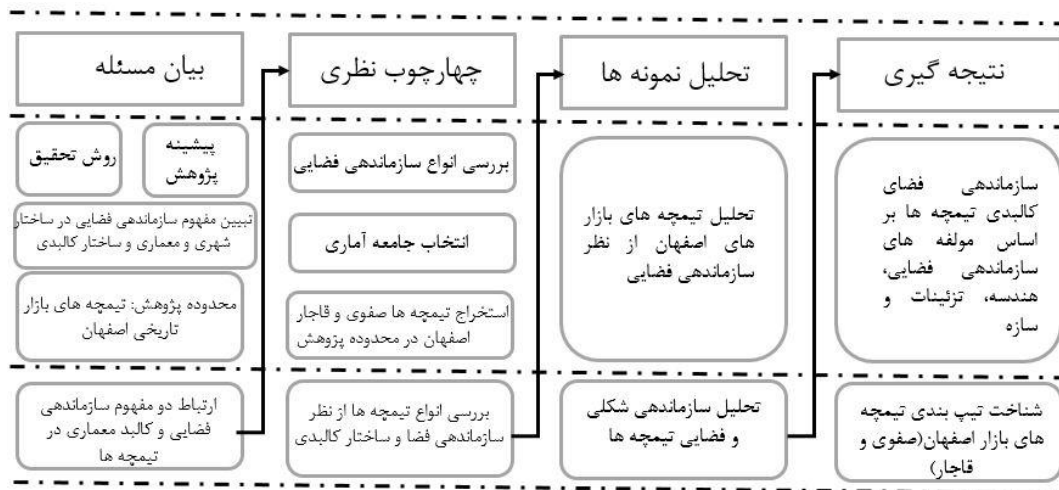 بیان مسئله
پیشینه
پژوهش
روش تحقیق
تبیین مفهوم سازماندهی فضایی در ساختار
شهری و معماری و ساختار کالبدی
محدوده پژوهش: تیمچه های بازار
تاریخی اصفهان
ارتباط دو مفهوم سازماندهی
فضایی و کالبد معماری در
تیمچه ها
چهارچوب نظری
بررسی انواع سازماندهی فضایی
انتخاب جامعه آماری
استخراج تیمچه ها صفوی و قاجار
اصفهان در محدوده پژوهش
بررسی انواع تیمچه ها از نظر
سازماندهی فضا و ساختار کالبدی
تحلیل نمونه ها
تحلیل تیمچه های بازار
های اصفهان از نظر
سازماندهی فضایی
تحلیل سازماندهی شکلی
و فضایی تیمچه ها
نتیجه گیری
سازماندهی فضای
کالبدی تیمچه ها بر
اساس مولفه های
سازماندهی فضایی،
هندسه، تزئینات و
سازه
شناخت تیپ بندی تیمچه
های بازار اصفهان(صفوی و
قاجار)